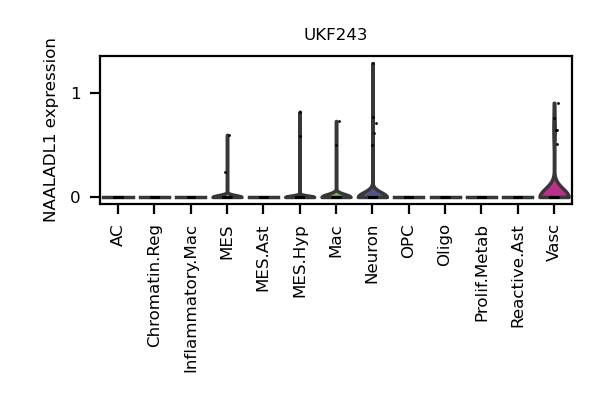 UKF243
NAALADL1 expression
1
0
AC
Chromatin.Reg
Inflammatory.Mac
MES
MES.Ast
MES.Hyp
Mac
Neuron
OPC
Oligo
Prolif.Metab
Reactive.Ast
Vasc